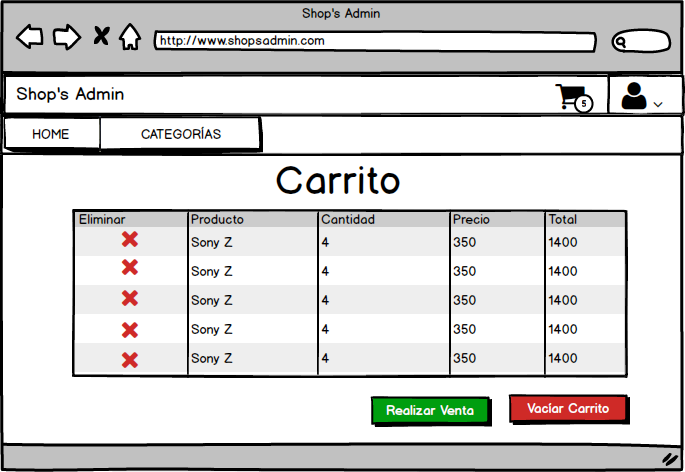 Shop's Admin
http://www.shopsadmin.com
Shop's Admin
5
HOME CATEGORÍAS
Carrito
Eliminar Producto Cantidad Precio Total
Sony Z 4 350 1400
Sony Z 4 350 1400
Sony Z 4 350 1400
Sony Z 4 350 1400
Sony Z 4 350 1400
Realizar Venta Vacíar Carrito